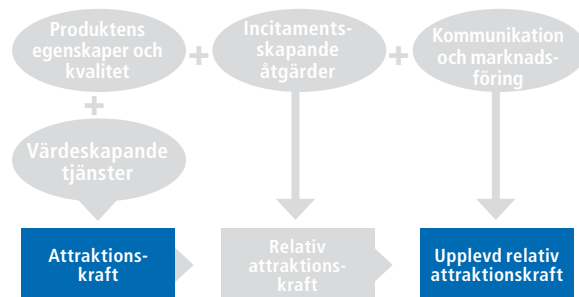 Produktens
egenskaper och
kvalitet
+
Incitaments-
skapande
åtgärder
+
Kommunikation
och marknads-
föring
+
Värdeskapande
tjänster
Attraktions-
kraft
Relativ
attraktions-
kraft
Upplevd relativ
attraktionskraft